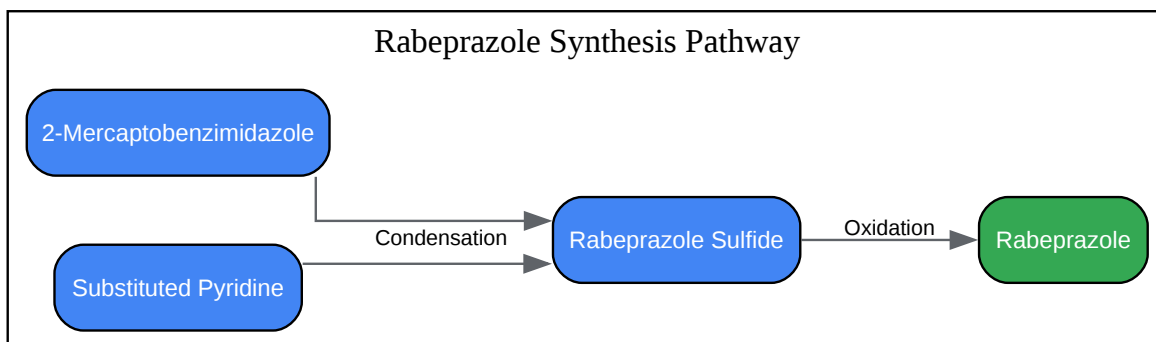 Rabeprazole Synthesis Pathway
2-Mercaptobenzimidazole
Condensation
Substituted Pyridine
Rabeprazole Sulfide
Oxidation
Rabeprazole